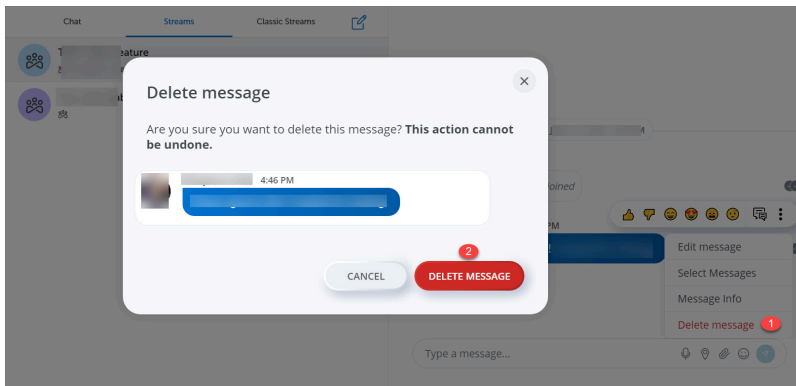 Chat
Streams
Classic Streams
Delete message
Are you sure you want to delete this message? This action cannot
be undone.
4:46 PM
joined
PM
!
2
CANCEL
DELETE MESSAGE
Edit message
Select Messages
Message Info
Delete message 1
Type a message...